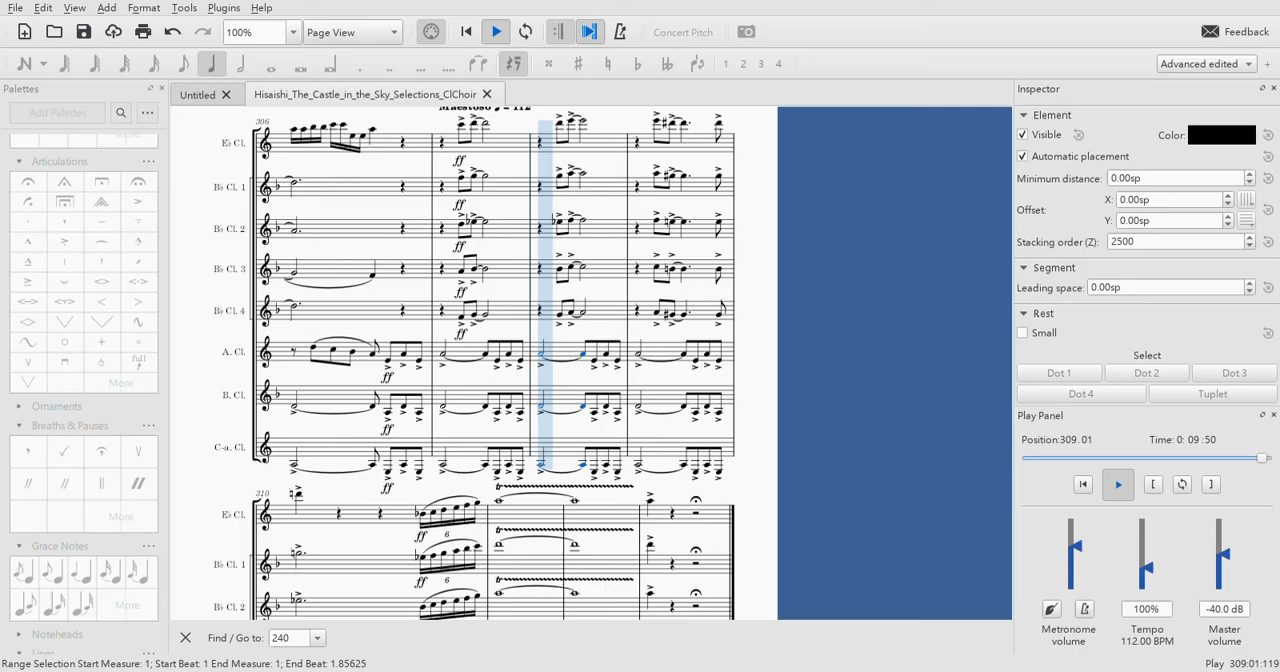 File Edit View Add Format Tools Plugins Help
100% Page View Concert Pitch Feedback
1 2 3 4 Advanced edited +
Palettes Untitled Hisaishi_The_Castle_in_the_Sky_Selections_ClChoir Inspector
Add Palettes ...
More
Articulations ...
full
More
Ornaments
Breaths & Pauses ...
More
Grace Notes ...
More
Noteheads
306
E♭ Cl.
ff
B♭ Cl. 1
ff
B♭ Cl. 2
ff
B♭ Cl. 3
ff
B♭ Cl. 4
ff
A. Cl.
ff
B. Cl.
ff
C-a. Cl.
ff
310
tr
E♭ Cl.
ff 6
tr
B♭ Cl. 1
ff 6
tr
B♭ Cl. 2
Element
Visible Color:
Automatic placement
Minimum distance: 0.00sp
Offset: X: 0.00sp
Y: 0.00sp
Stacking order (Z): 2500
Segment
Leading space: 0.00sp
Rest
Small
Select
Dot 1 Dot 2 Dot 3
Dot 4 Tuplet
Play Panel
Position:309.01 Time: 0: 09 :50
100% -40.0 dB
Metronome volume
Tempo 112.00 BPM
Master volume
Find / Go to: 240
Range Selection Start Measure: 1; Start Beat: 1 End Measure: 1; End Beat: 1.85625 Play 309:01:119